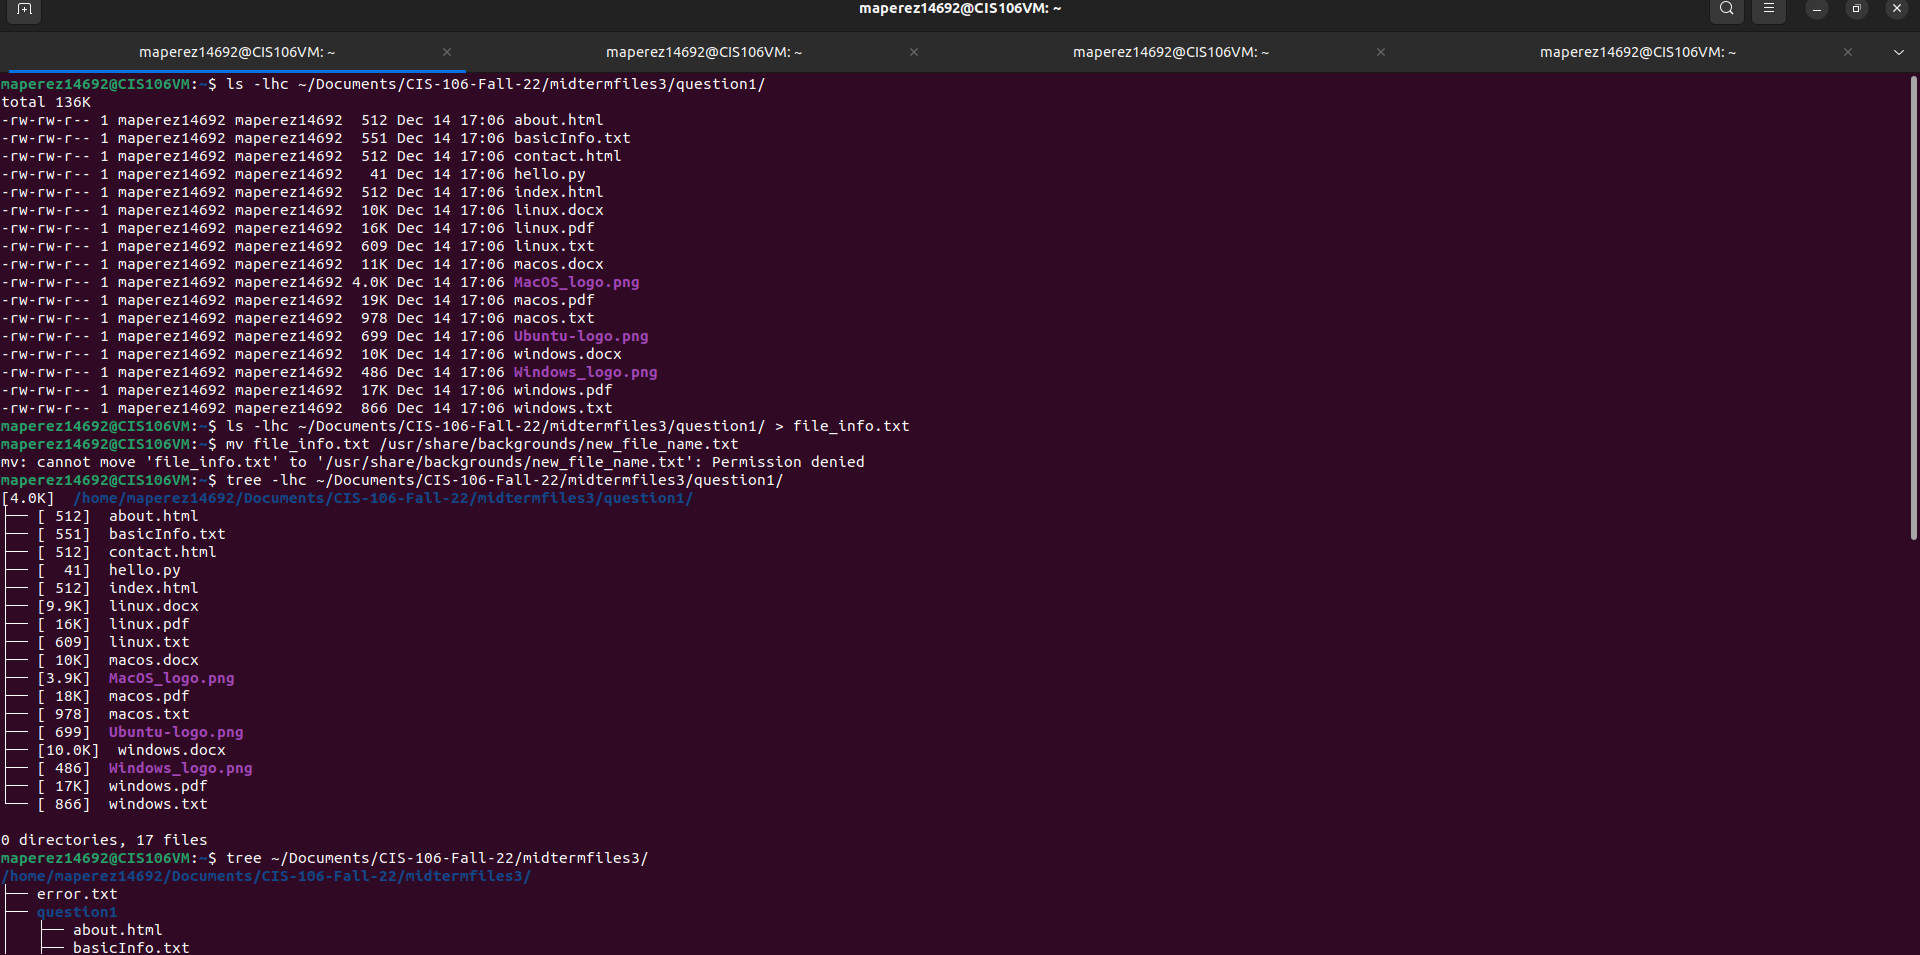 maperez14692@CIS106VM: ~
maperez14692@CIS106VM: ~ maperez14692@CIS106VM: ~ maperez14692@CIS106VM: ~ maperez14692@CIS106VM: ~
maperez14692@CIS106VM:~$ ls -lhc ~/Documents/CIS-106-Fall-22/midtermfiles3/question1/
total 136K
-rw-rw-r-- 1 maperez14692 maperez14692  512 Dec 14 17:06 about.html
-rw-rw-r-- 1 maperez14692 maperez14692  551 Dec 14 17:06 basicInfo.txt
-rw-rw-r-- 1 maperez14692 maperez14692  512 Dec 14 17:06 contact.html
-rw-rw-r-- 1 maperez14692 maperez14692   41 Dec 14 17:06 hello.py
-rw-rw-r-- 1 maperez14692 maperez14692  512 Dec 14 17:06 index.html
-rw-rw-r-- 1 maperez14692 maperez14692  10K Dec 14 17:06 linux.docx
-rw-rw-r-- 1 maperez14692 maperez14692  16K Dec 14 17:06 linux.pdf
-rw-rw-r-- 1 maperez14692 maperez14692  609 Dec 14 17:06 linux.txt
-rw-rw-r-- 1 maperez14692 maperez14692  11K Dec 14 17:06 macos.docx
-rw-rw-r-- 1 maperez14692 maperez14692 4.0K Dec 14 17:06 MacOS_logo.png
-rw-rw-r-- 1 maperez14692 maperez14692  19K Dec 14 17:06 macos.pdf
-rw-rw-r-- 1 maperez14692 maperez14692  978 Dec 14 17:06 macos.txt
-rw-rw-r-- 1 maperez14692 maperez14692  699 Dec 14 17:06 Ubuntu-logo.png
-rw-rw-r-- 1 maperez14692 maperez14692  10K Dec 14 17:06 windows.docx
-rw-rw-r-- 1 maperez14692 maperez14692  486 Dec 14 17:06 Windows_logo.png
-rw-rw-r-- 1 maperez14692 maperez14692  17K Dec 14 17:06 windows.pdf
-rw-rw-r-- 1 maperez14692 maperez14692  866 Dec 14 17:06 windows.txt
maperez14692@CIS106VM:~$ ls -lhc ~/Documents/CIS-106-Fall-22/midtermfiles3/question1/ > file_info.txt
maperez14692@CIS106VM:~$ mv file_info.txt /usr/share/backgrounds/new_file_name.txt
mv: cannot move 'file_info.txt' to '/usr/share/backgrounds/new_file_name.txt': Permission denied
maperez14692@CIS106VM:~$ tree -lhc ~/Documents/CIS-106-Fall-22/midtermfiles3/question1/
[4.0K]  /home/maperez14692/Documents/CIS-106-Fall-22/midtermfiles3/question1/
├── [ 512]  about.html
├── [ 551]  basicInfo.txt
├── [ 512]  contact.html
├── [  41]  hello.py
├── [ 512]  index.html
├── [9.9K]  linux.docx
├── [ 16K]  linux.pdf
├── [ 609]  linux.txt
├── [ 10K]  macos.docx
├── [3.9K]  MacOS_logo.png
├── [ 18K]  macos.pdf
├── [ 978]  macos.txt
├── [ 699]  Ubuntu-logo.png
├── [10.0K]  windows.docx
├── [ 486]  Windows_logo.png
├── [ 17K]  windows.pdf
└── [ 866]  windows.txt
0 directories, 17 files
maperez14692@CIS106VM:~$ tree ~/Documents/CIS-106-Fall-22/midtermfiles3/
/home/maperez14692/Documents/CIS-106-Fall-22/midtermfiles3/
├── error.txt
├── question1
│   ├── about.html
│   ├── basicInfo.txt